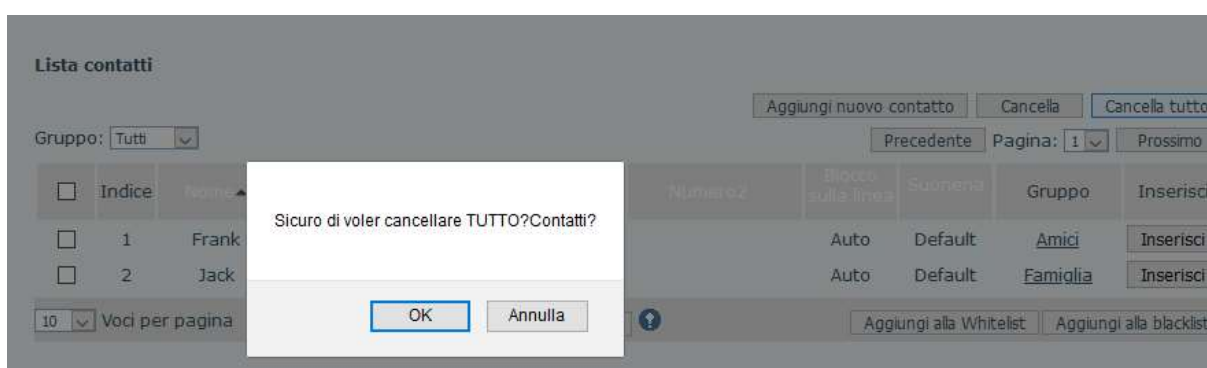 Lista contatti
Aggiungi nuovo contatto Cancella Cancella tutto
Gruppo: Tutti Precedente Pagina: 1 Prossimo
Indice Nome Numero2 Blocco sulla linea Suoneria Gruppo Inserisci
Sicuro di voler cancellare TUTTO?Contatti?
1 Frank Auto Default Amici Inserisci
2 Jack Auto Default Famiglia Inserisci
OK Annulla
10 Voci per pagina ? Aggiungi alla Whitelist Aggiungi alla blacklist